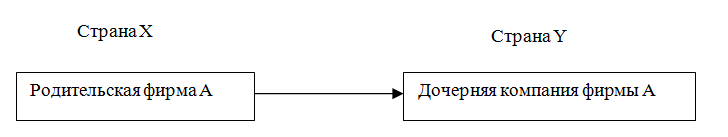 Страна X
Страна Y
Родительская фирма А
Дочерняя компания фирмы А